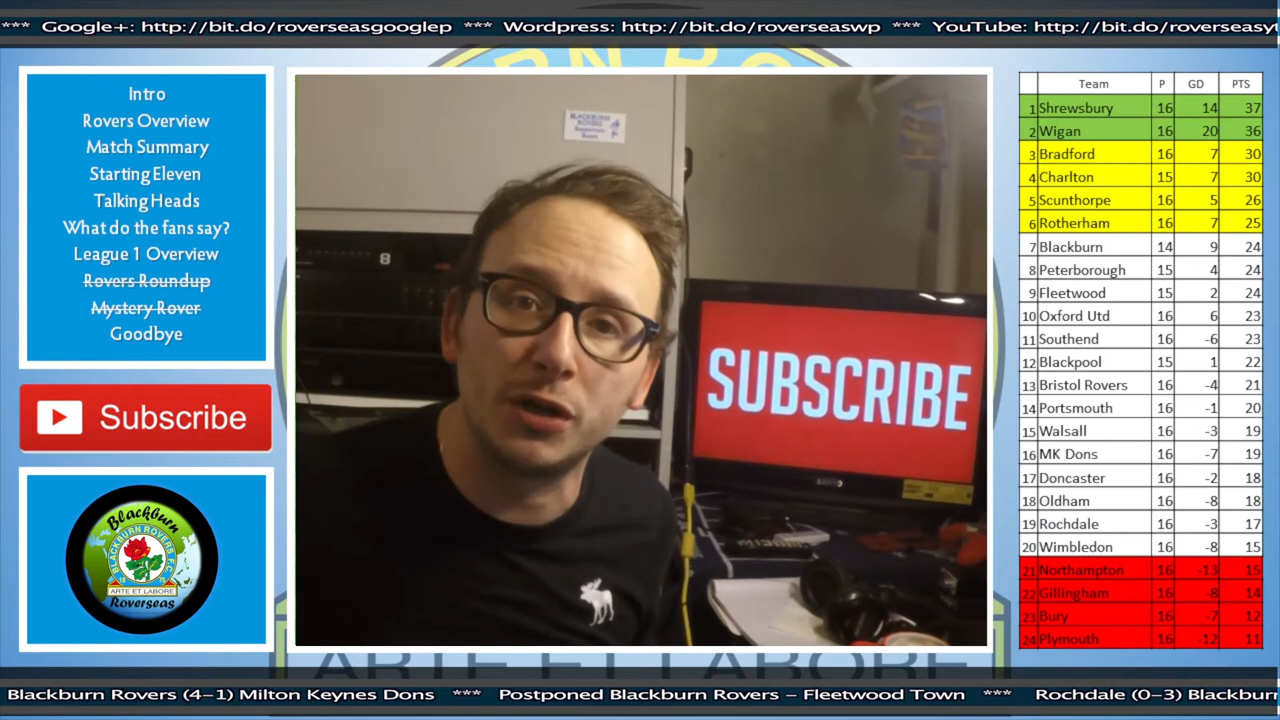 *** Google+: http://bit.do/roverseasgooglep *** Wordpress: http://bit.do/roverseaswp *** YouTube: http://bit.do/roverseasy
Intro
Rovers Overview
Match Summary
Starting Eleven
Talking Heads
What do the fans say?
League 1 Overview
Rovers Roundup
Mystery Rover
Goodbye
Subscribe
Blackburn
BLACKBURN ROVERS F.C.
ARTE ET LABORE
Roverseas
BLACKBURN
ROVERS
8
SUBSCRIBE
Team P GD PTS
1 Shrewsbury 16 14 37
2 Wigan 16 20 36
3 Bradford 16 7 30
4 Charlton 15 7 30
5 Scunthorpe 16 5 26
6 Rotherham 16 7 25
7 Blackburn 14 9 24
8 Peterborough 15 4 24
9 Fleetwood 15 2 24
10 Oxford Utd 16 6 23
11 Southend 16 -6 23
12 Blackpool 15 1 22
13 Bristol Rovers 16 -4 21
14 Portsmouth 16 -1 20
15 Walsall 16 -3 19
16 MK Dons 16 -7 19
17 Doncaster 16 -2 18
18 Oldham 16 -8 18
19 Rochdale 16 -3 17
20 Wimbledon 16 -8 15
21 Northampton 16 -13 15
22 Gillingham 16 -8 14
23 Bury 16 -7 12
24 Plymouth 16 -12 11
ARTE ET LABORE
Blackburn Rovers (4-1) Milton Keynes Dons *** Postponed Blackburn Rovers - Fleetwood Town *** Rochdale (0-3) Blackbur